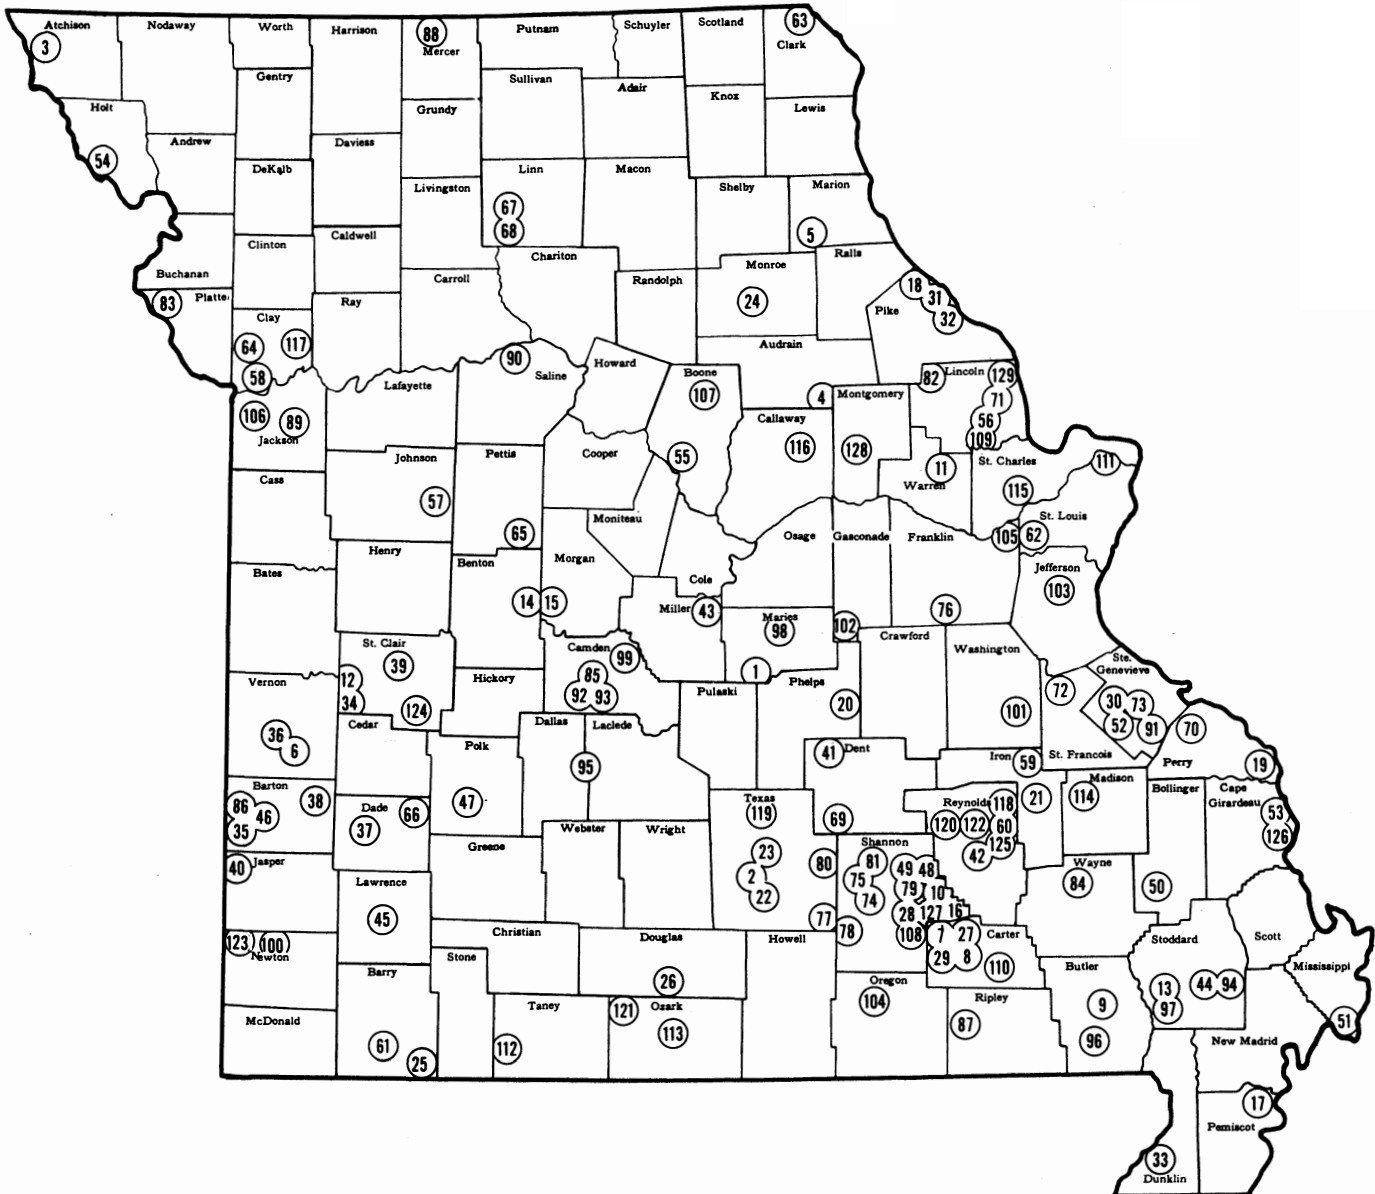 Atchison
3
Nodaway
Worth
Harrison
88
Mercer
Putnam
Schuyler
Scotland
63
Clark
Gentry
Sullivan
Adair
Knox
Lewis
Holt
54
Andrew
DeKalb
Daviess
Grundy
Livingston
Linn
67
68
Macon
Shelby
Marion
5
Clinton
Caldwell
Chariton
Randolph
Monroe
24
Ralls
Buchanan
83
Platte
Clay
64
117
58
Ray
Carroll
18
31
32
Pike
Audrain
90
Saline
Howard
Boone
107
55
4
Montgomery
128
82
Lincoln
129
71
56
109
106
89
Jackson
Lafayette
Callaway
116
Cass
Johnson
57
Pettis
65
Cooper
Moniteau
11
Warren
St. Charles
115
111
St. Louis
105
62
Bates
Henry
Benton
14
15
Morgan
Cole
Miller
43
Osage
Gasconade
Franklin
76
Jefferson
103
Maries
98
1
102
Crawford
Washington
101
St. Clair
39
12
34
124
Hickory
Camden
99
85
92
93
Pulaski
Phelps
20
72
Ste.
Genevieve
30
73
52
91
70
Vernon
36
6
Cedar
Polk
47
Dallas
Laclede
95
41
Dent
69
Iron
59
21
St. Francois
Perry
19
Barton
86
46
35
38
Dade
37
66
Texas
119
23
2
22
80
77
Reynolds
118
120
122
60
125
42
Madison
114
Bollinger
50
Cape
Girardeau
53
126
Jasper
40
Lawrence
45
Greene
Webster
Wright
Shannon
81
75
74
49
48
79
10
28
127
16
108
78
Wayne
84
123
100
Newton
Barry
61
25
Stone
Christian
Douglas
26
Howell
7
27
29
8
Carter
110
Butler
9
96
Stoddard
13
97
44
94
Scott
Mississippi
51
McDonald
Taney
112
121
Ozark
113
Oregon
104
Ripley
87
New Madrid
17
Pemiscot
33
Dunklin